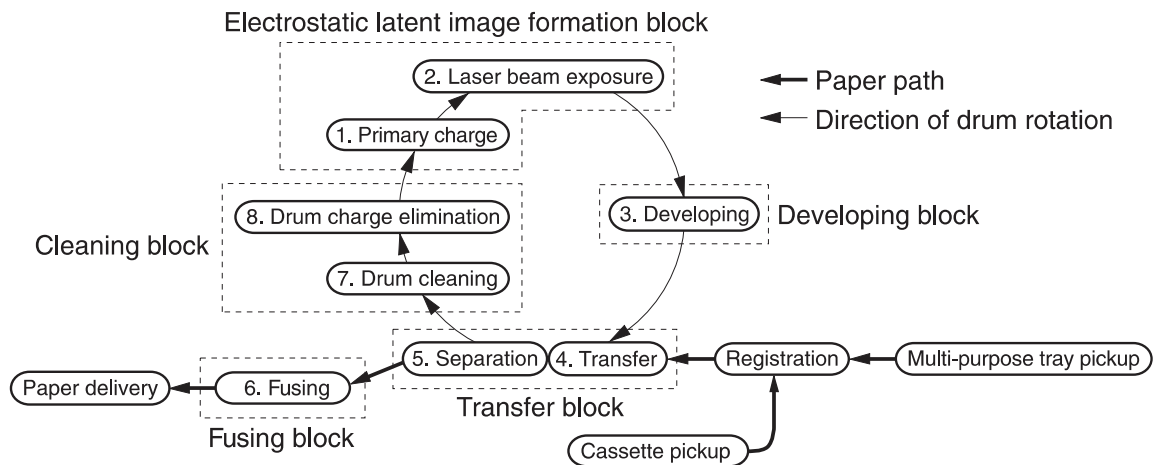 Electrostatic latent image formation block
2. Laser beam exposure
Paper path
Direction of drum rotation
1. Primary charge
8. Drum charge elimination
3. Developing
Developing block
Cleaning block
7. Drum cleaning
5. Separation
4. Transfer
Registration
Multi-purpose tray pickup
Paper delivery
6. Fusing
Transfer block
Fusing block
Cassette pickup